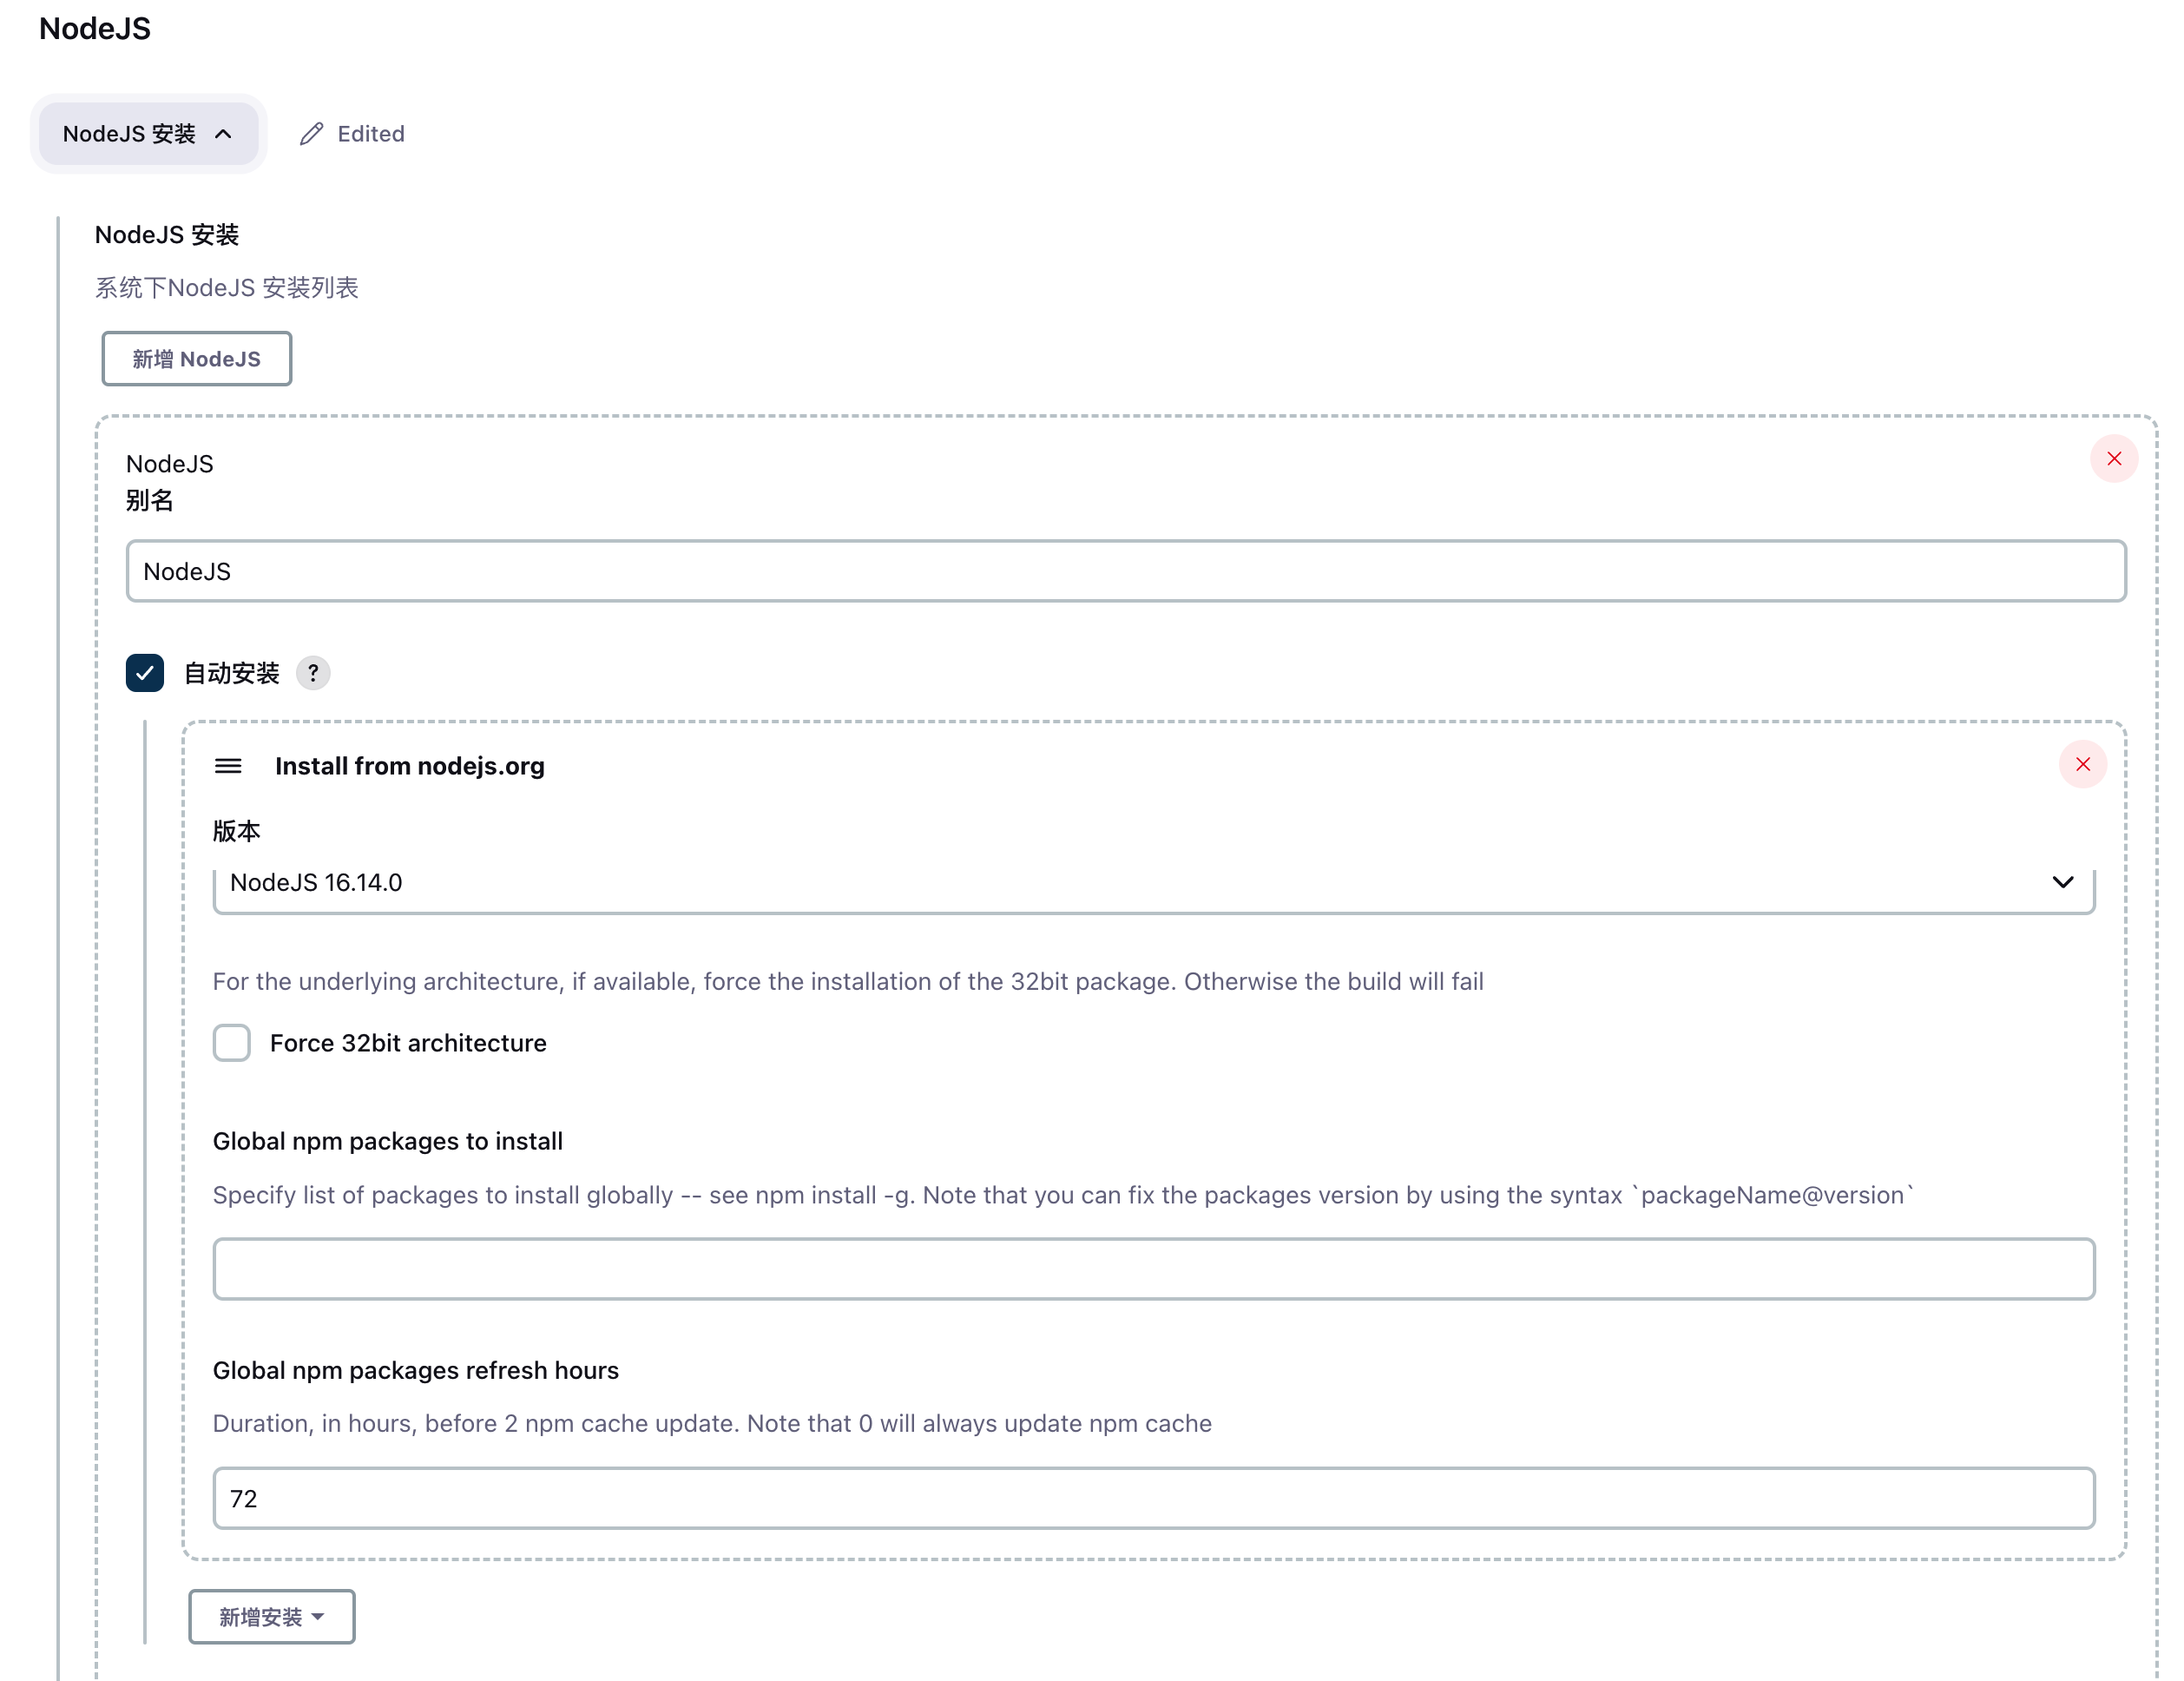 NodeJS
NodeJS 安装
Edited
NodeJS 安装
系统下NodeJS 安装列表
新增 NodeJS
NodeJS
别名
NodeJS
自动安装 ?
Install from nodejs.org
版本
NodeJS 16.14.0
For the underlying architecture, if available, force the installation of the 32bit package. Otherwise the build will fail
Force 32bit architecture
Global npm packages to install
Specify list of packages to install globally -- see npm install -g. Note that you can fix the packages version by using the syntax `packageName@version`
Global npm packages refresh hours
Duration, in hours, before 2 npm cache update. Note that 0 will always update npm cache
72
新增安装